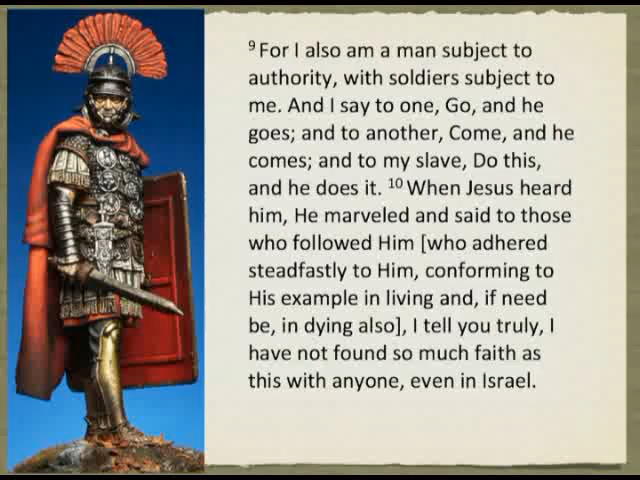 ⁹ For I also am a man subject to
authority, with soldiers subject to
me. And I say to one, Go, and he
goes; and to another, Come, and he
comes; and to my slave, Do this,
and he does it. ¹⁰ When Jesus heard
him, He marveled and said to those
who followed Him [who adhered
steadfastly to Him, conforming to
His example in living and, if need
be, in dying also], I tell you truly, I
have not found so much faith as
this with anyone, even in Israel.